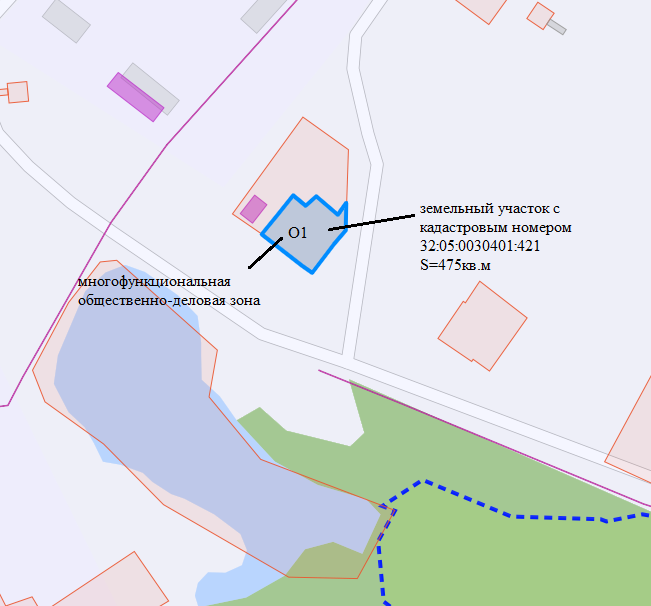 земельный участок с
кадастровым номером
32:05:0030401:421
S=475кв.м
О1
многофункциональная
общественно-деловая зона